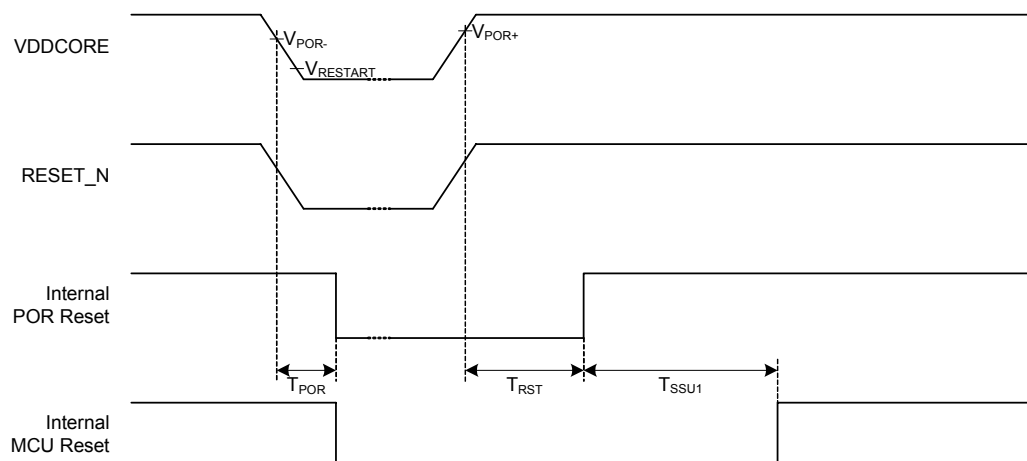 VDDCORE
VPOR-
VRESTART
VPOR+
RESET_N
Internal
POR Reset
TPOR
TRST
TSSU1
Internal
MCU Reset